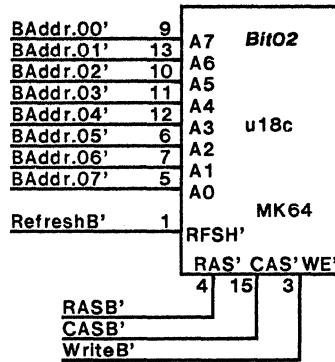 BAddr.00' 9 A7 Bit02
BAddr.01' 13 A6
BAddr.02' 10 A5
BAddr.03' 11 A4
BAddr.04' 12 A3 u18c
BAddr.05' 6 A2
BAddr.06' 7 A1
BAddr.07' 5 A0
MK64
RefreshB' 1 RFSH'
RAS' CAS' WE'
4 15 3
RASB'
CASB'
WriteB'